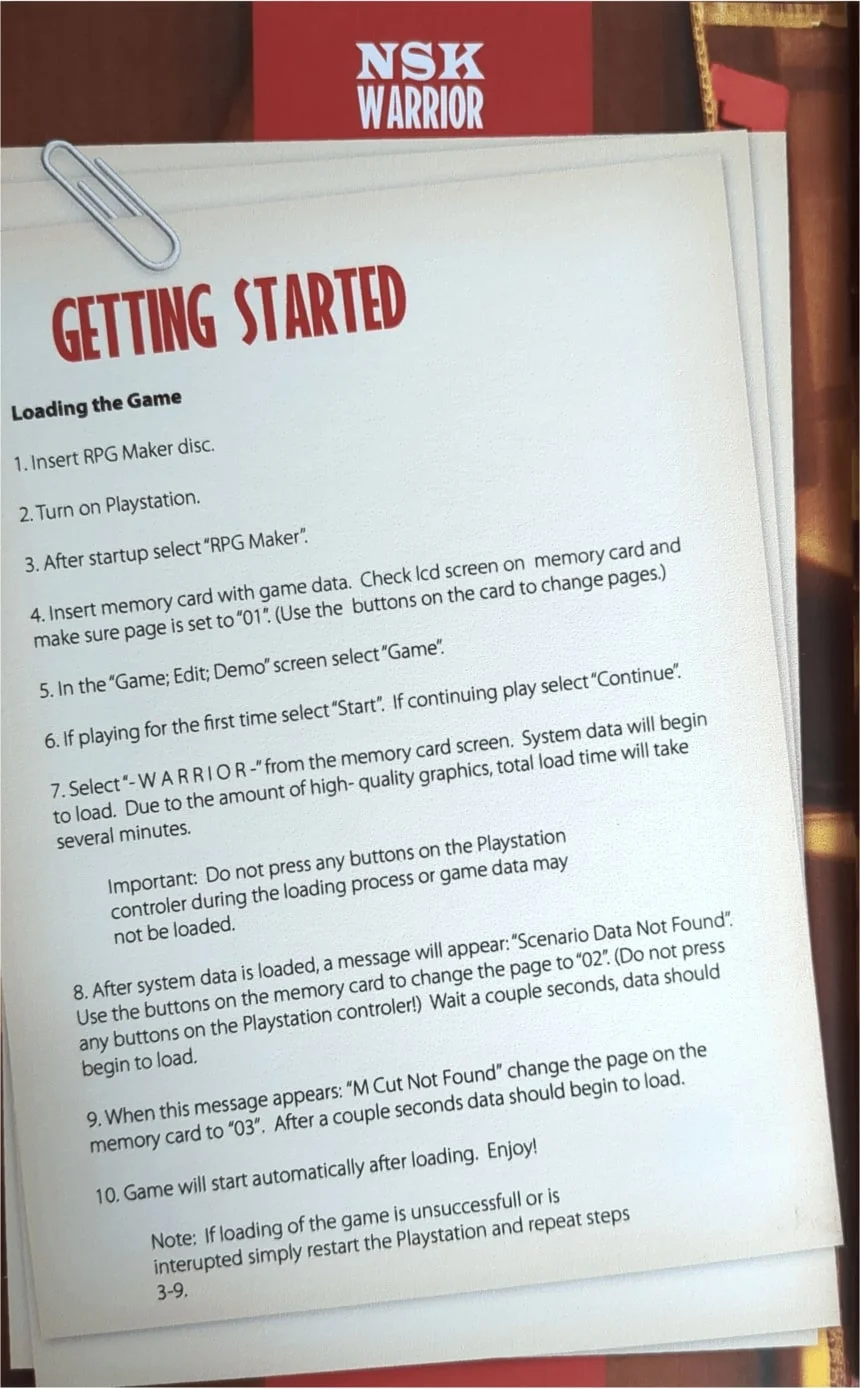 NSK
WARRIOR
GETTING STARTED
Loading the Game
1. Insert RPG Maker disc.
2. Turn on Playstation.
3. After startup select "RPG Maker".
4. Insert memory card with game data.  Check lcd screen on  memory card and
make sure page is set to "01". (Use the  buttons on the card to change pages.)
5. In the "Game; Edit; Demo" screen select "Game".
6. If playing for the first time select "Start".  If continuing play select "Continue".
7. Select "- W A R R I O R -" from the memory card screen.  System data will begin
to load.  Due to the amount of high- quality graphics, total load time will take
several minutes.
Important:  Do not press any buttons on the Playstation
controler during the loading process or game data may
not be loaded.
8. After system data is loaded, a message will appear: "Scenario Data Not Found".
Use the buttons on the memory card to change the page to "02". (Do not press
any buttons on the Playstation controler!)  Wait a couple seconds, data should
begin to load.
9. When this message appears: "M Cut Not Found" change the page on the
memory card to "03".  After a couple seconds data should begin to load.
10. Game will start automatically after loading.  Enjoy!
Note:  If loading of the game is unsuccessfull or is
interupted simply restart the Playstation and repeat steps
3-9.